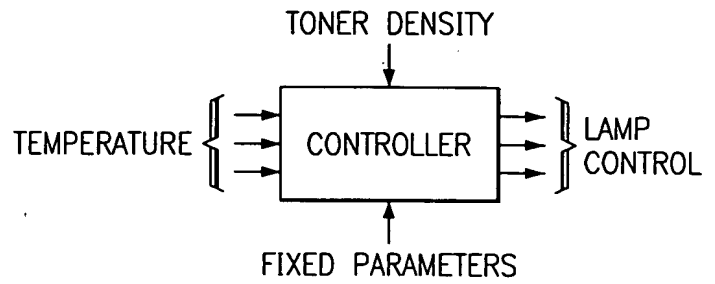 TONER DENSITY
TEMPERATURE
CONTROLLER
LAMP
CONTROL
FIXED PARAMETERS